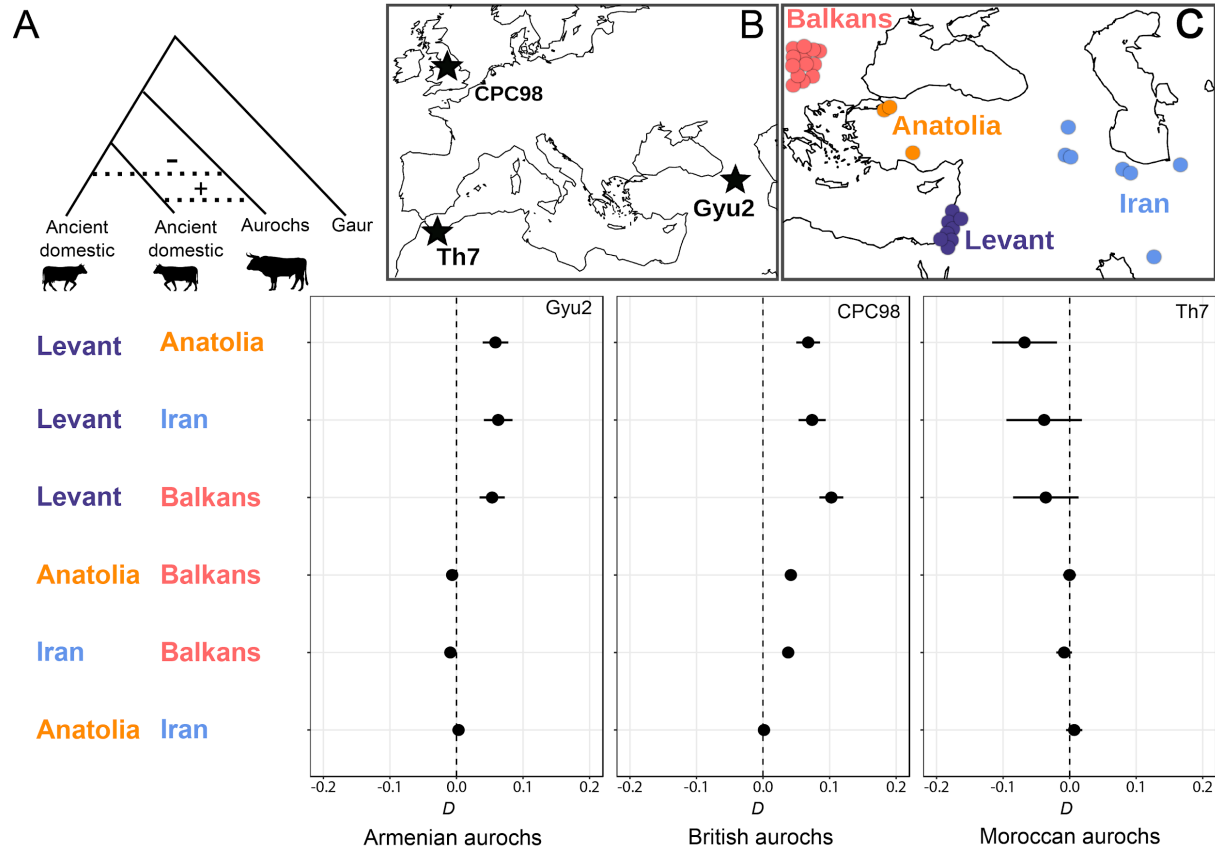 A
-
+
Ancient domestic
Ancient domestic
Aurochs
Gaur
B
CPC98
Gyu2
Th7
C
Balkans
Anatolia
Iran
Levant
Gyu2
CPC98
Th7
Levant Anatolia
Levant Iran
Levant Balkans
Anatolia Balkans
Iran Balkans
Anatolia Iran
-0.2 -0.1 0.0 0.1 0.2
D
Armenian aurochs
-0.2 -0.1 0.0 0.1 0.2
D
British aurochs
-0.2 -0.1 0.0 0.1 0.2
D
Moroccan aurochs